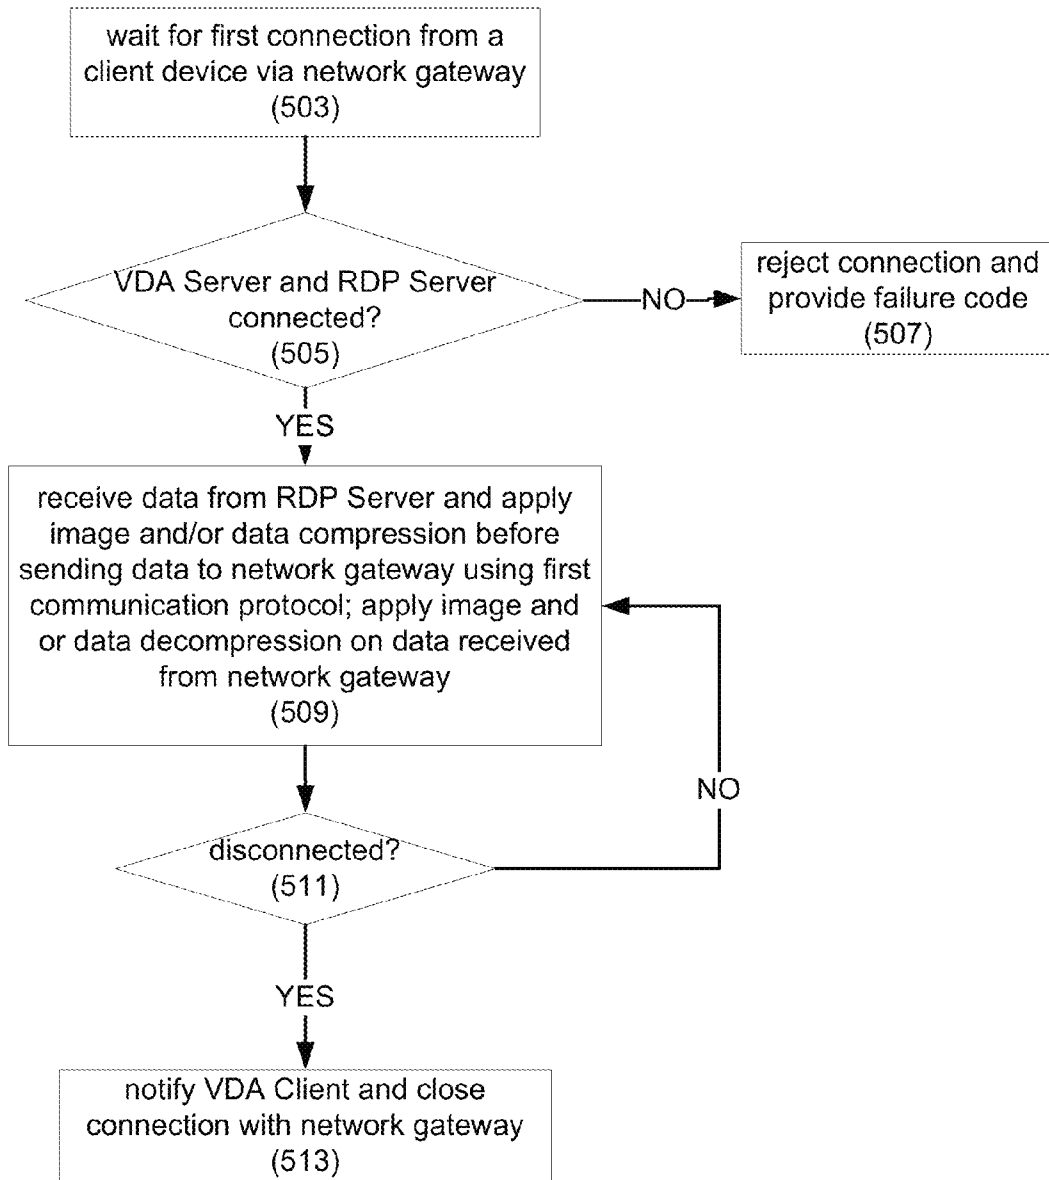 wait for first connection from a
client device via network gateway
(503)
VDA Server and RDP Server
connected?
(505)
NO
reject connection and
provide failure code
(507)
YES
receive data from RDP Server and apply
image and/or data compression before
sending data to network gateway using first
communication protocol; apply image and
or data decompression on data received
from network gateway
(509)
NO
disconnected?
(511)
YES
notify VDA Client and close
connection with network gateway
(513)